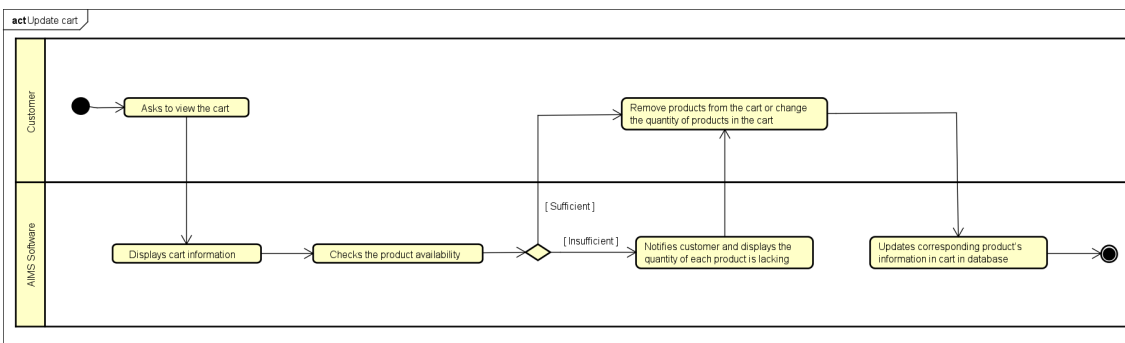 act Update cart
Customer
Asks to view the cart
Remove products from the cart or change
the quantity of products in the cart
AIMS Software
[ Sufficient ]
[ Insufficient ]
Displays cart information
Checks the product availability
Notifies customer and displays the
quantity of each product is lacking
Updates corresponding product's
information in cart in database